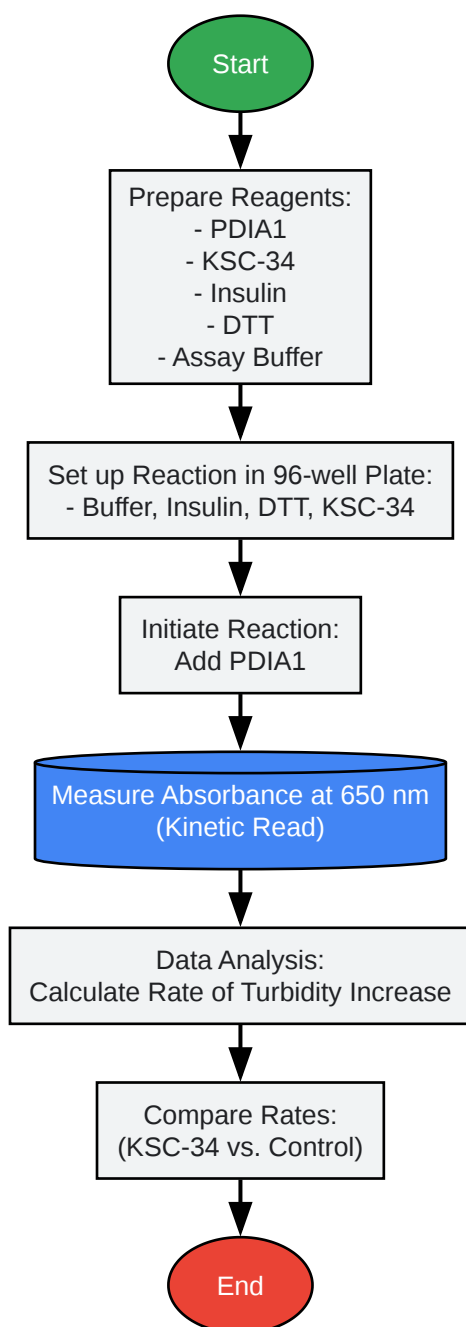 Start
Prepare Reagents:
- PDIA1
- KSC-34
- Insulin
- DTT
- Assay Buffer
Set up Reaction in 96-well Plate:
- Buffer, Insulin, DTT, KSC-34
Initiate Reaction:
Add PDIA1
Measure Absorbance at 650 nm
(Kinetic Read)
Data Analysis:
Calculate Rate of Turbidity Increase
Compare Rates:
(KSC-34 vs. Control)
End